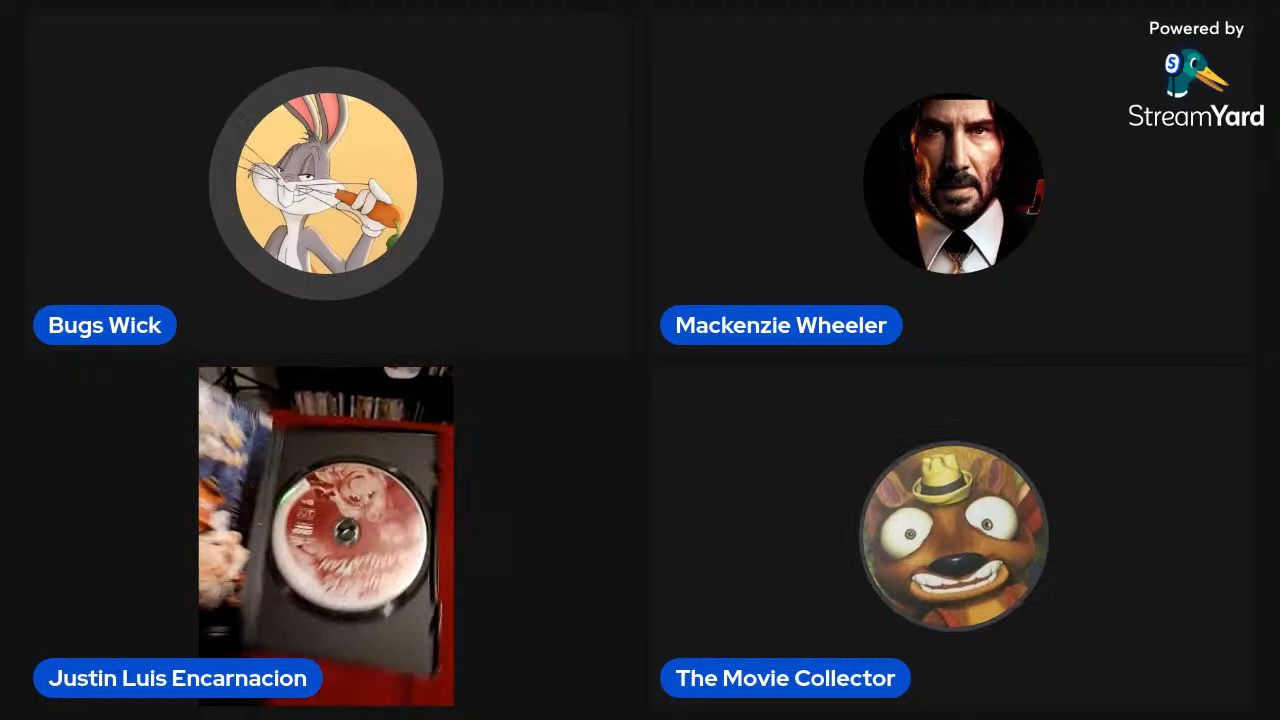 Powered by
S
StreamYard
Bugs Wick
Mackenzie Wheeler
Justin Luis Encarnacion
The Movie Collector